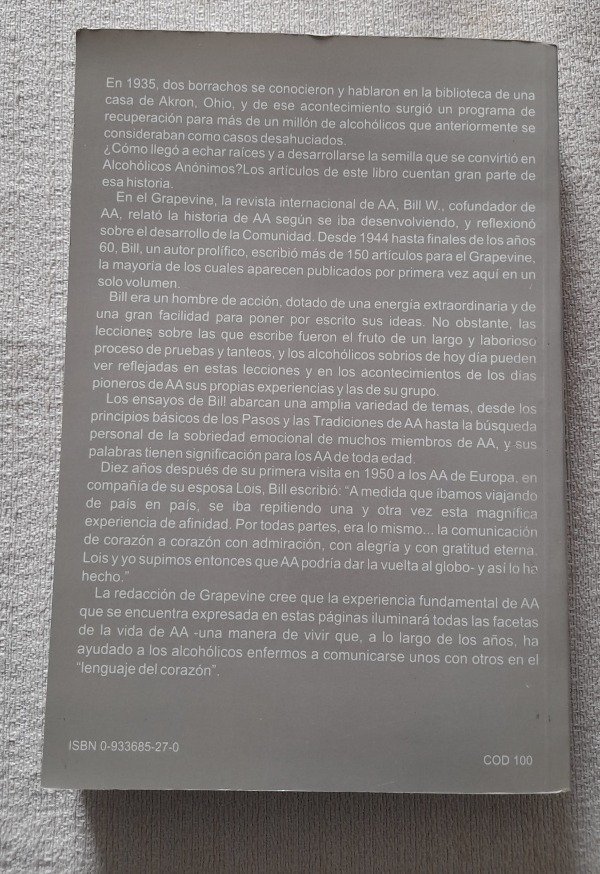 En 1935, dos borrachos se conocieron y hablaron en la biblioteca de una
casa de Akron, Ohio, y de ese acontecimiento surgió un programa de
recuperación para más de un millón de alcohólicos que anteriormente se
consideraban como casos desahuciados.
¿Cómo llegó a echar raíces y a desarrollarse la semilla que se convirtió en
Alcohólicos Anónimos?Los artículos de este libro cuentan gran parte de
esa historia.
En el Grapevine, la revista internacional de AA, Bill W., cofundador de
AA, relató la historia de AA según se iba desenvolviendo, y reflexionó
sobre el desarrollo de la Comunidad. Desde 1944 hasta finales de los años
60, Bill, un autor prolífico, escribió más de 150 artículos para el Grapevine,
la mayoría de los cuales aparecen publicados por primera vez aquí en un
solo volumen.
Bill era un hombre de acción, dotado de una energía extraordinaria y de
una gran facilidad para poner por escrito sus ideas. No obstante, las
lecciones sobre las que escribe fueron el fruto de un largo y laborioso
proceso de pruebas y tanteos, y los alcohólicos sobrios de hoy día pueden
ver reflejadas en estas lecciones y en los acontecimientos de los días
pioneros de AA sus propias experiencias y las de su grupo.
Los ensayos de Bill abarcan una amplia variedad de temas, desde los
principios básicos de los Pasos y las Tradiciones de AA hasta la búsqueda
personal de la sobriedad emocional de muchos miembros de AA, y sus
palabras tienen significación para los AA de toda edad.
Diez años después de su primera visita en 1950 a los AA de Europa, en
compañía de su esposa Lois, Bill escribió: “A medida que íbamos viajando
de país en país, se iba repitiendo una y otra vez esta magnífica
experiencia de afinidad. Por todas partes, era lo mismo... la comunicación
de corazón a corazón con admiración, con alegría y con gratitud eterna.
Lois y yo supimos entonces que AA podría dar la vuelta al globo- y así lo ha
hecho.”
La redacción de Grapevine cree que la experiencia fundamental de AA
que se encuentra expresada en estas páginas iluminará todas las facetas
de la vida de AA -una manera de vivir que, a lo largo de los años, ha
ayudado a los alcohólicos enfermos a comunicarse unos con otros en el
“lenguaje del corazón”.
ISBN 0-933685-27-0
COD 100